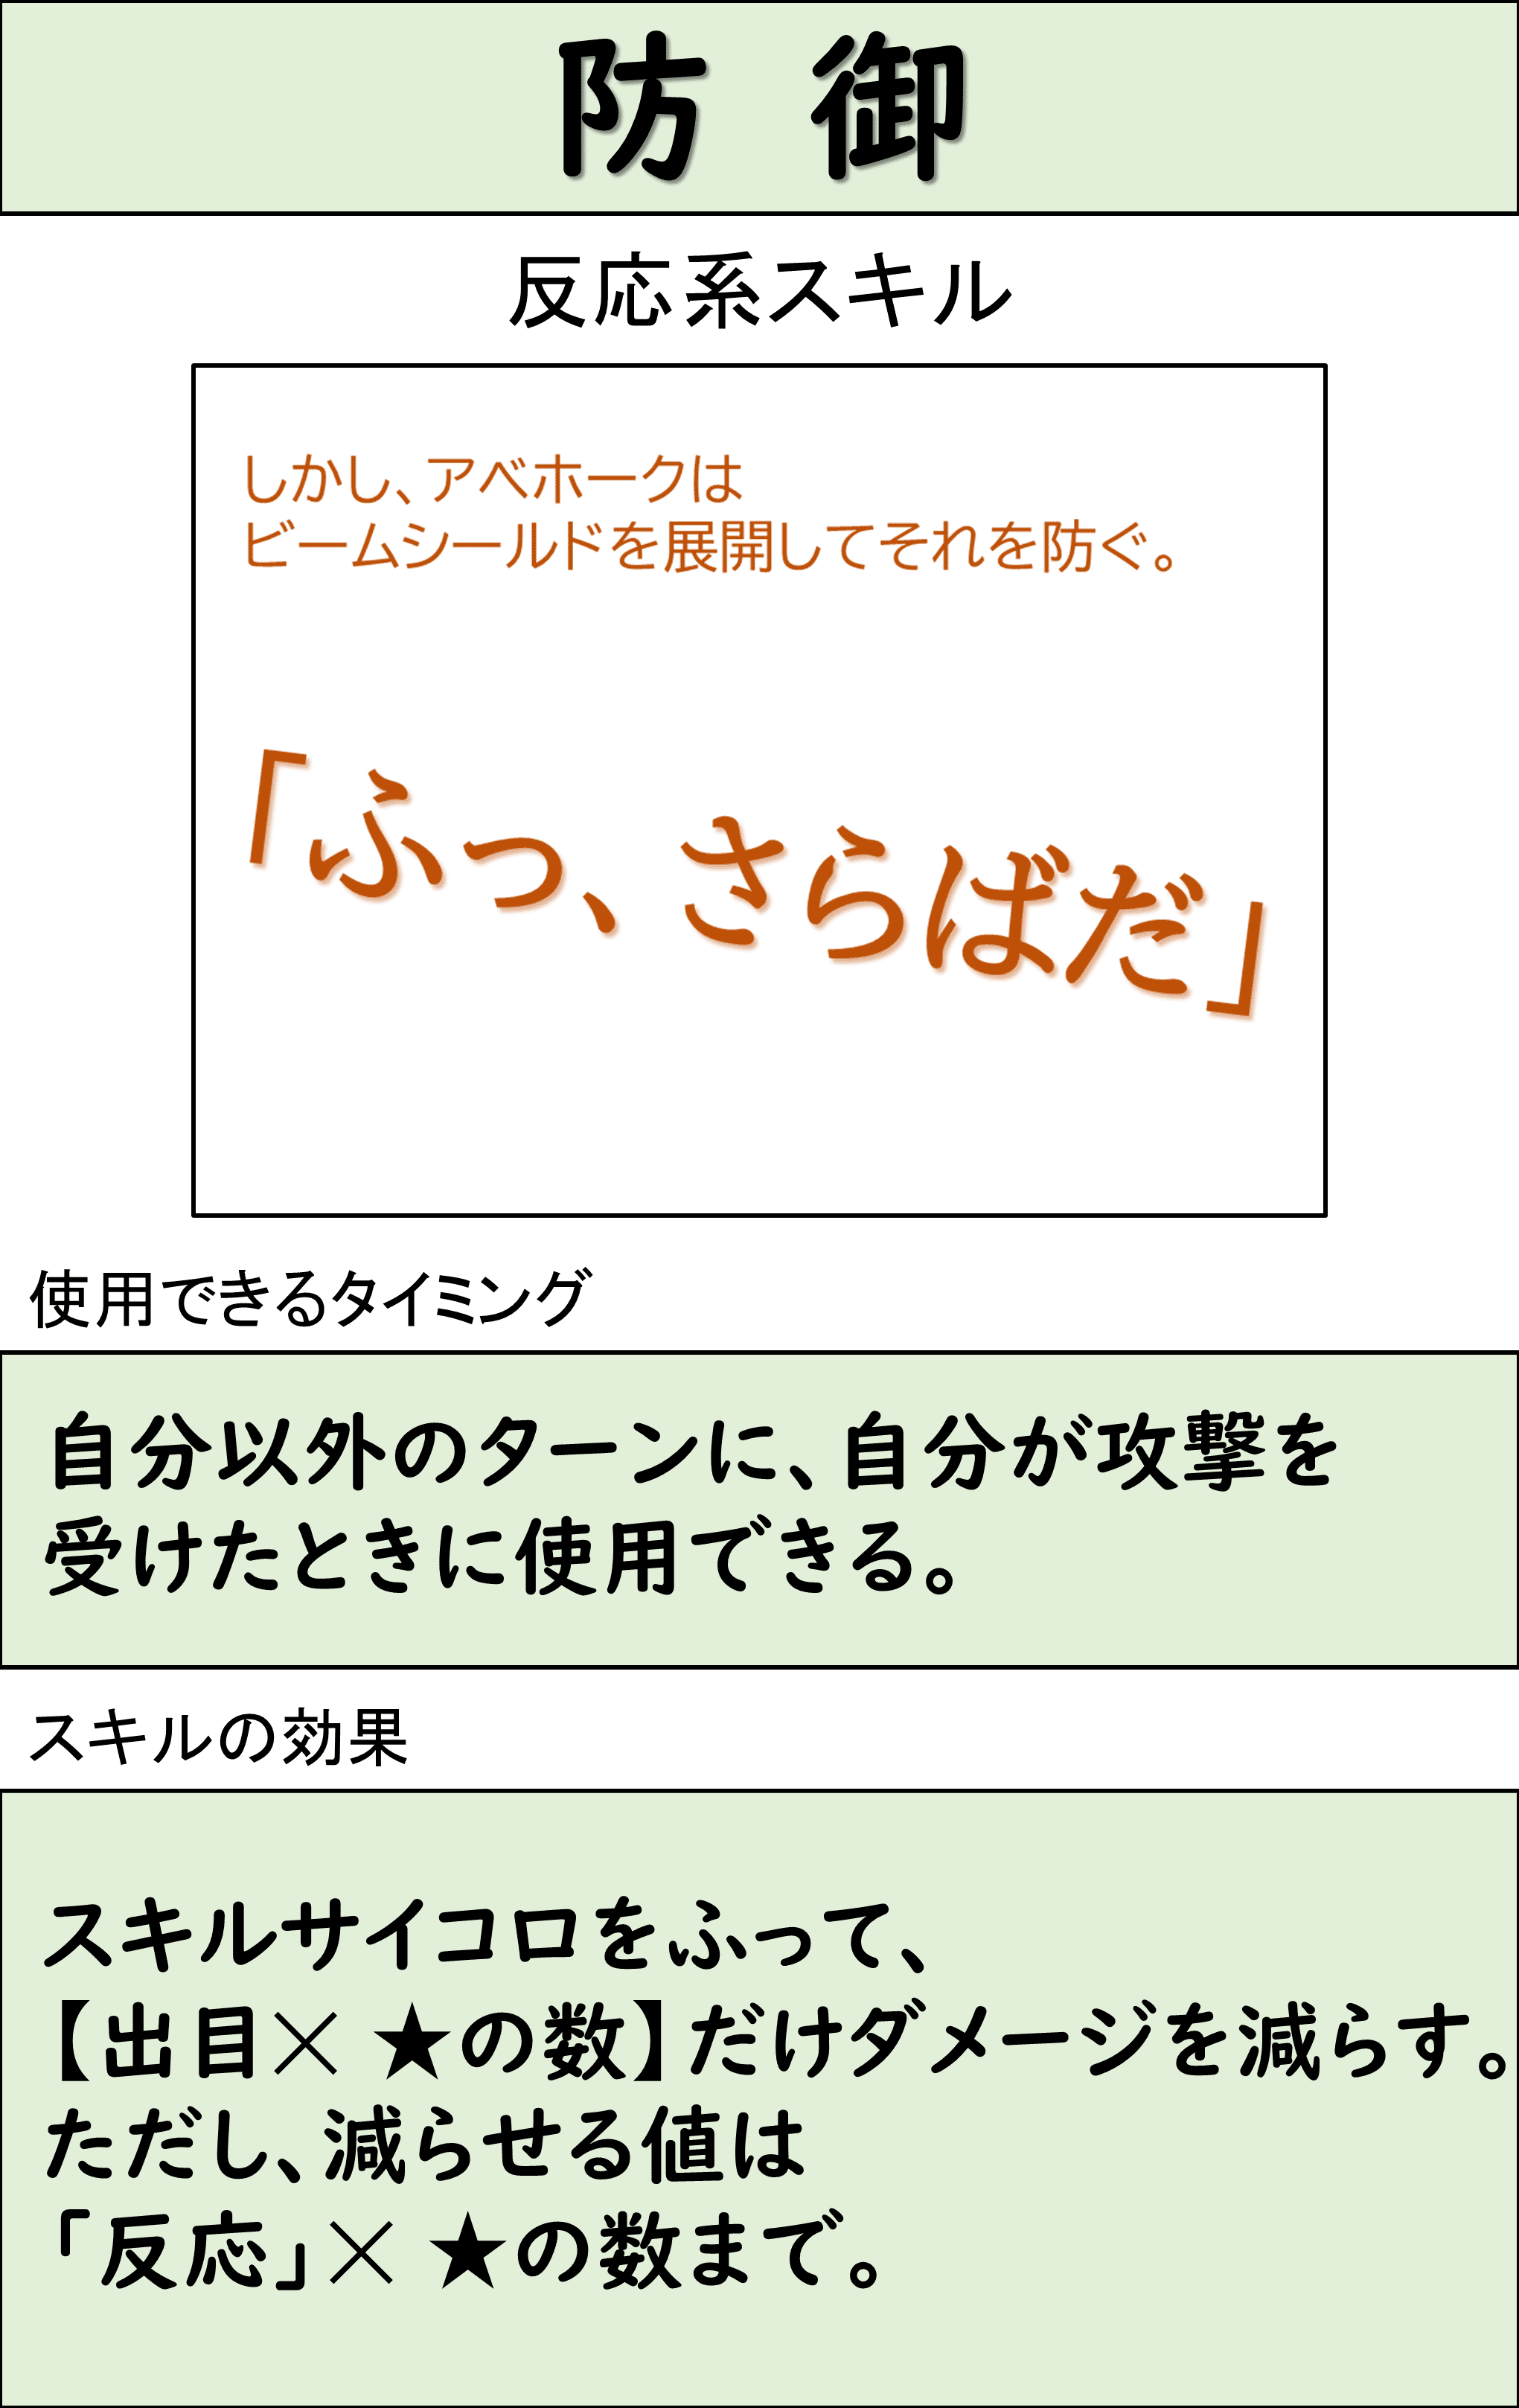 防御
反応系スキル
しかし、アベホークは
ビームシールドを展開してそれを防ぐ。
「ふっ、さらばだ」
使用できるタイミング
自分以外のターンに、自分が攻撃を
受けたときに使用できる。
スキルの効果
スキルサイコロをふって、
【出目×★の数】だけダメージを減らす。
ただし、減らせる値は
「反応」×★の数まで。